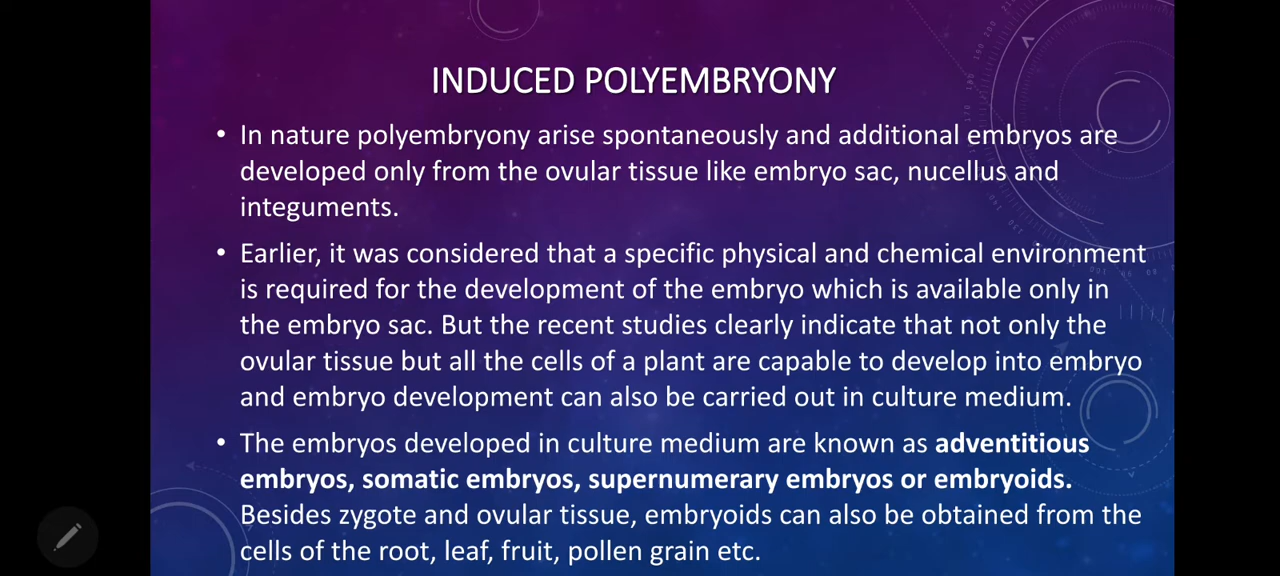 INDUCED POLYEMBRYONY
• In nature polyembryony arise spontaneously and additional embryos are
developed only from the ovular tissue like embryo sac, nucellus and
integuments.
• Earlier, it was considered that a specific physical and chemical environment
is required for the development of the embryo which is available only in
the embryo sac. But the recent studies clearly indicate that not only the
ovular tissue but all the cells of a plant are capable to develop into embryo
and embryo development can also be carried out in culture medium.
• The embryos developed in culture medium are known as adventitious
embryos, somatic embryos, supernumerary embryos or embryoids.
Besides zygote and ovular tissue, embryoids can also be obtained from the
cells of the root, leaf, fruit, pollen grain etc.